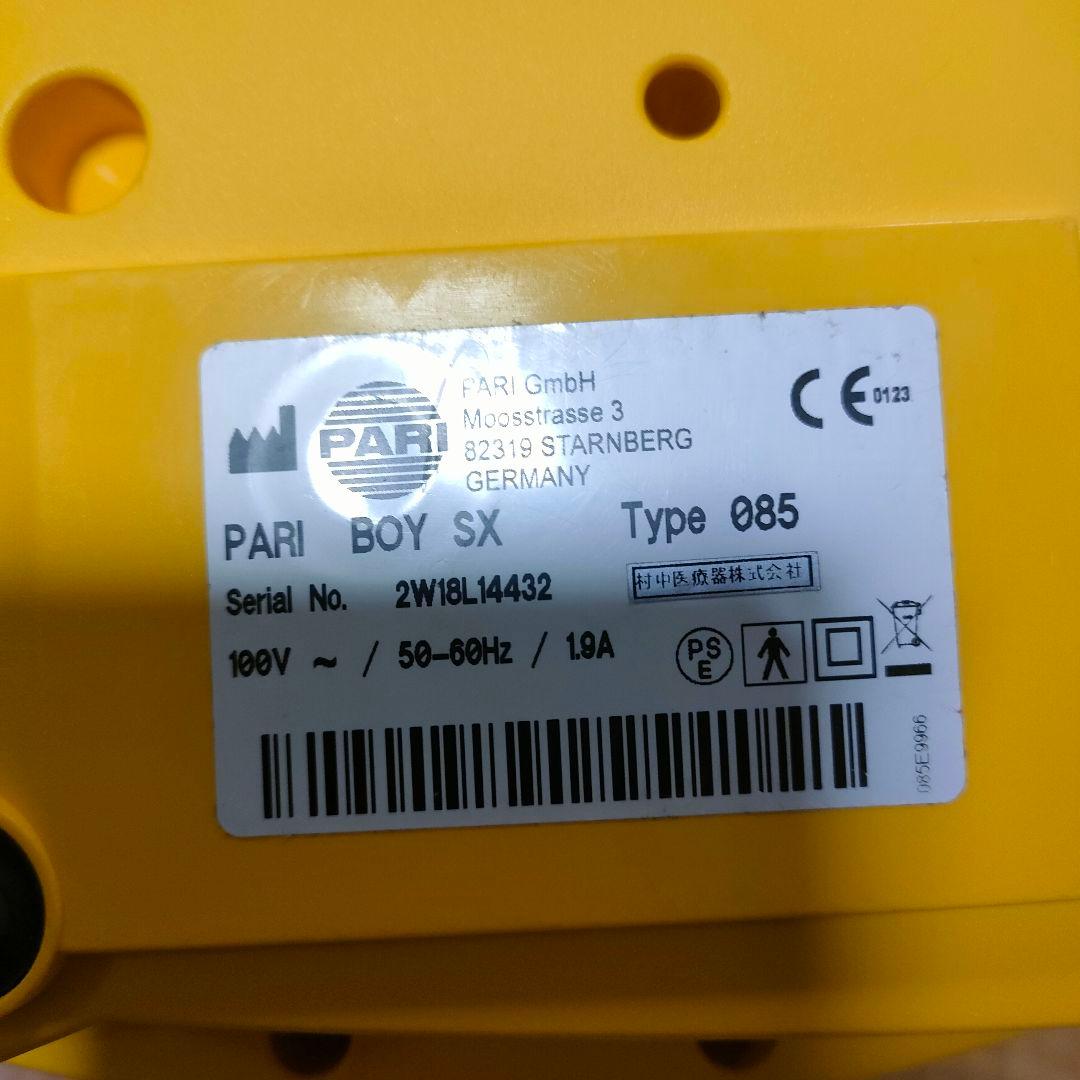 PARI
PARI GmbH
Moosstrasse 3
82319 STARNBERG
GERMANY
CE 0123
PARI BOY SX Type 085
Serial No. 2W18L14432
村中医療器株式会社
100V ~ / 50-60Hz / 1.9A
PS
E
085E9966